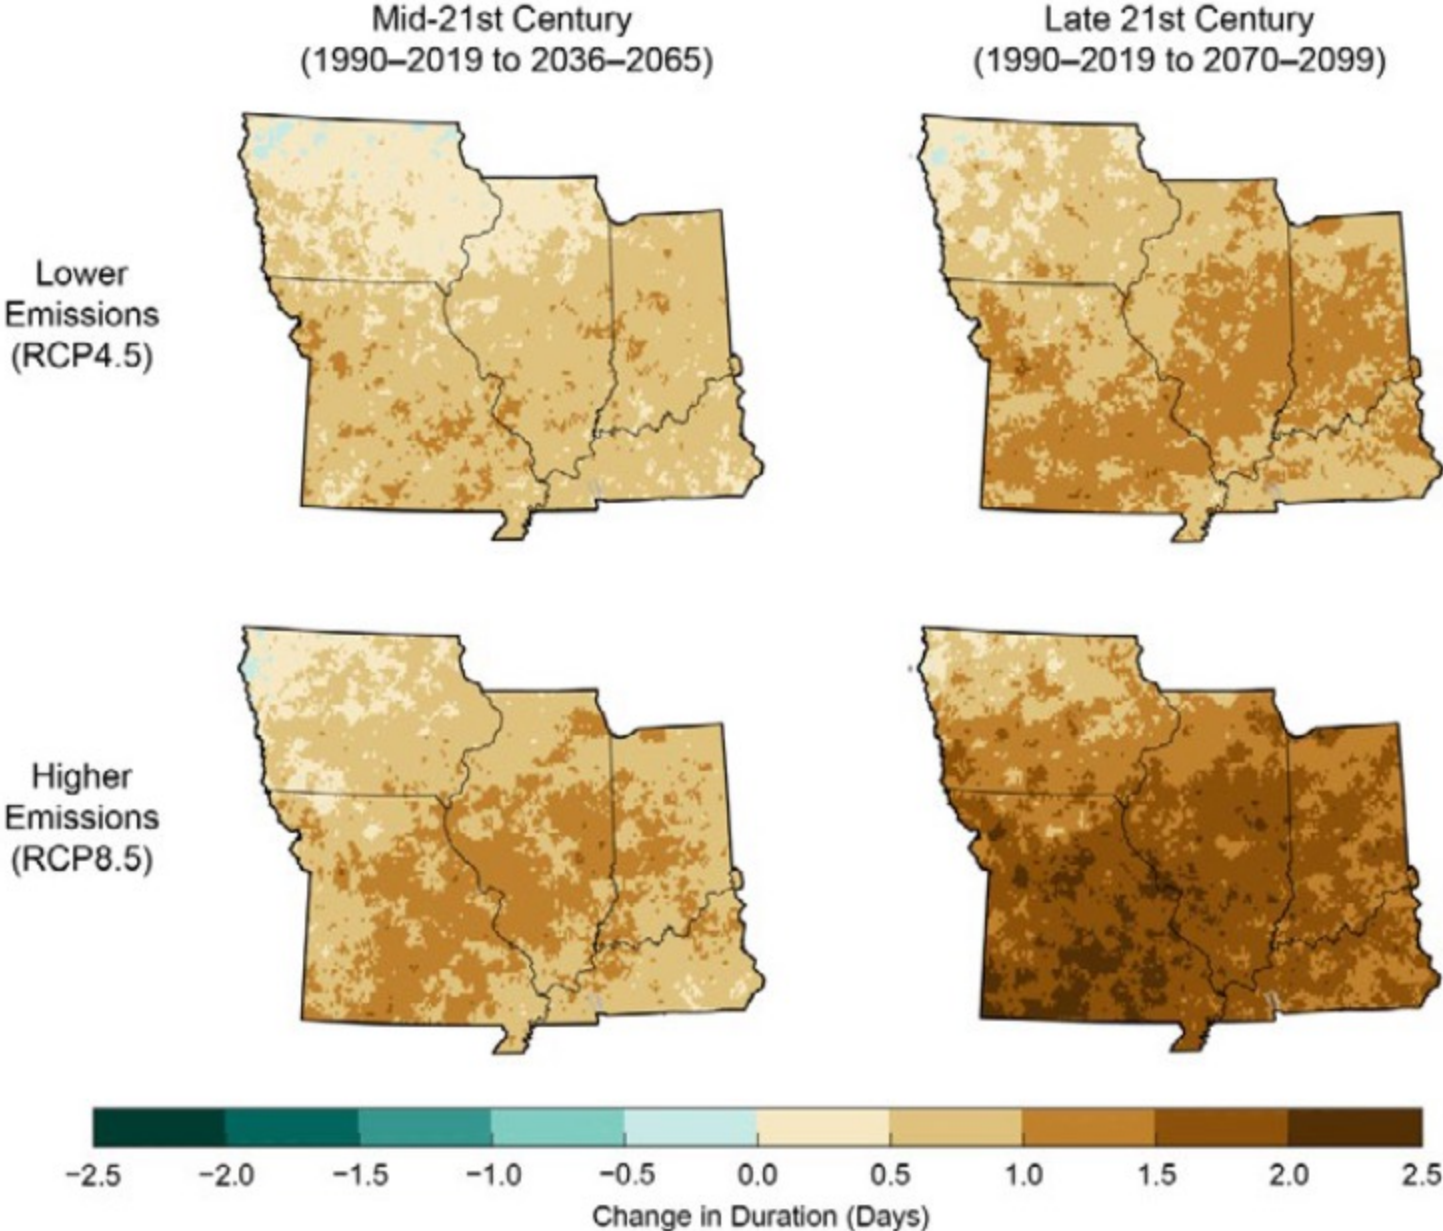 Mid-21st Century
(1990–2019 to 2036–2065)
Late 21st Century
(1990–2019 to 2070–2099)
Lower
Emissions
(RCP4.5)
Higher
Emissions
(RCP8.5)
−2.5 −2.0 −1.5 −1.0 −0.5 0.0 0.5 1.0 1.5 2.0 2.5
Change in Duration (Days)